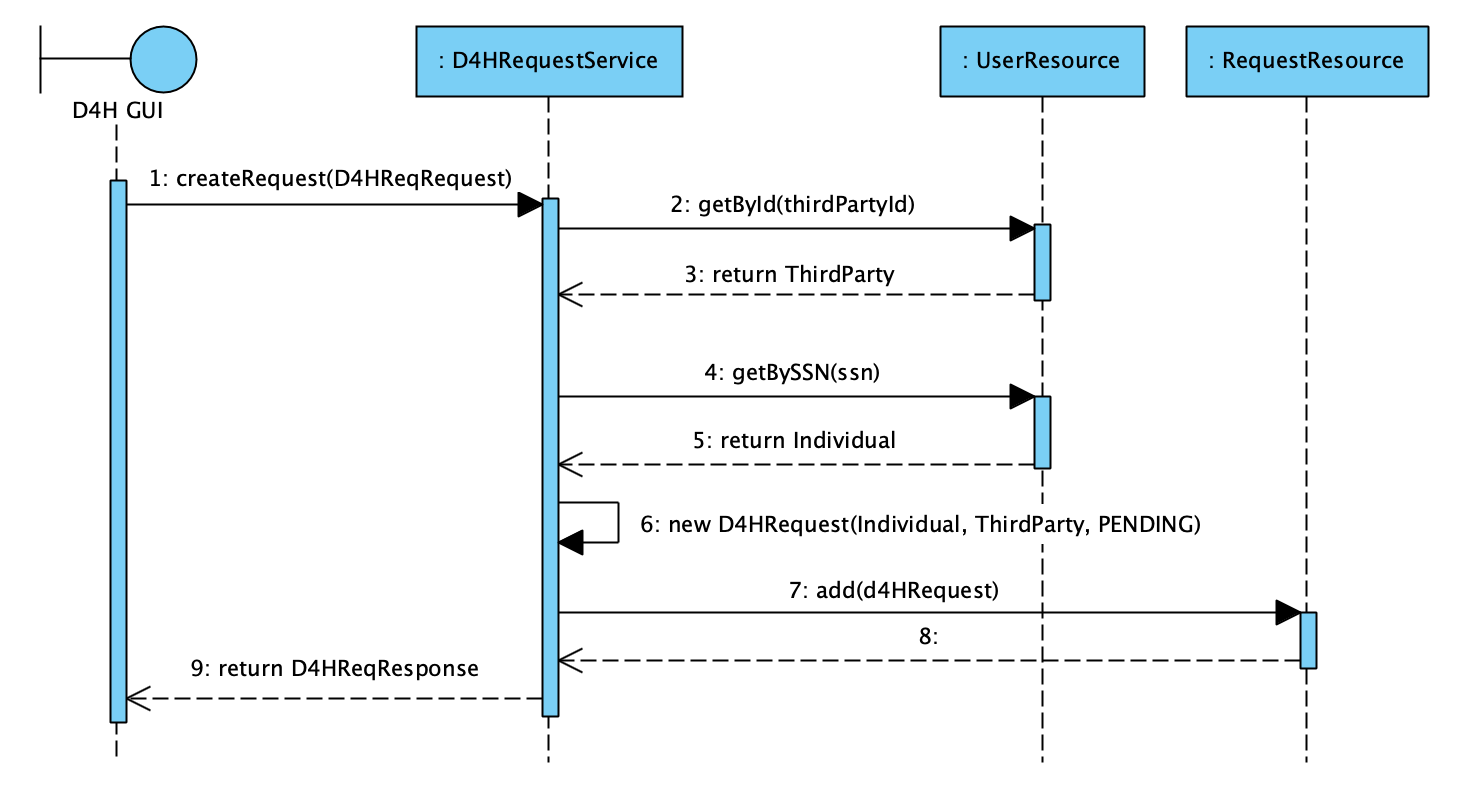 D4H GUI
: D4HRequestService
: UserResource
: RequestResource
1: createRequest(D4HReqRequest)
2: getById(thirdPartyId)
3: return ThirdParty
4: getBySSN(ssn)
5: return Individual
6: new D4HRequest(Individual, ThirdParty, PENDING)
7: add(d4HRequest)
8:
9: return D4HReqResponse